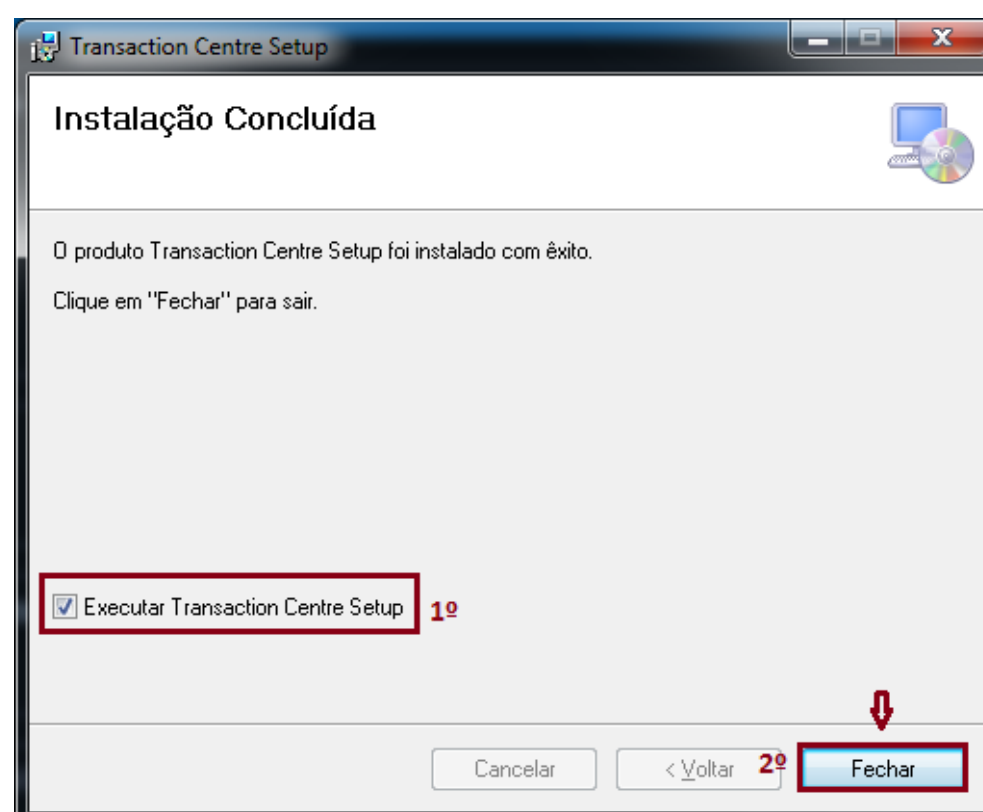 Transaction Centre Setup
Instalação Concluída
O produto Transaction Centre Setup foi instalado com êxito.
Clique em "Fechar" para sair.
Executar Transaction Centre Setup 1º
Cancelar < Voltar 2º Fechar